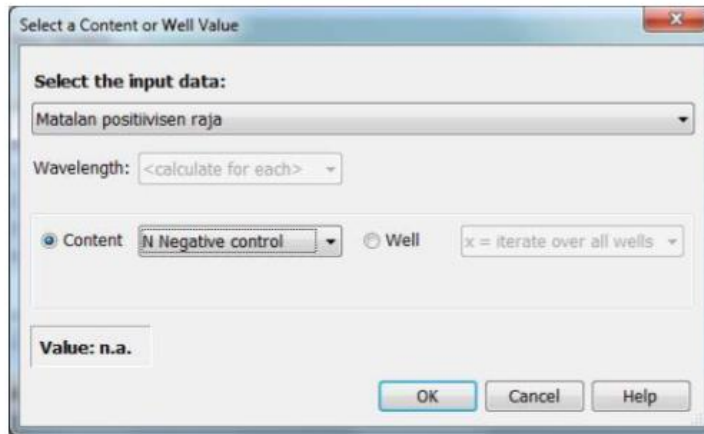 Select a Content or Well Value
Select the input data:
Matalan positiivisen raja
Wavelength: <calculate for each>
Content N Negative control Well x = iterate over all wells
Value: n.a.
OK Cancel Help